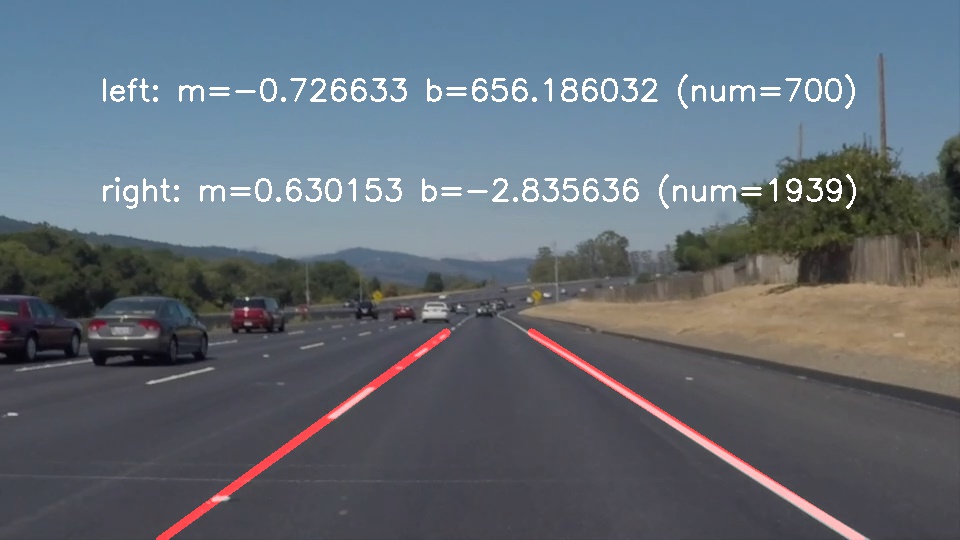 left: m=-0.726633 b=656.186032 (num=700)
right: m=0.630153 b=-2.835636 (num=1939)